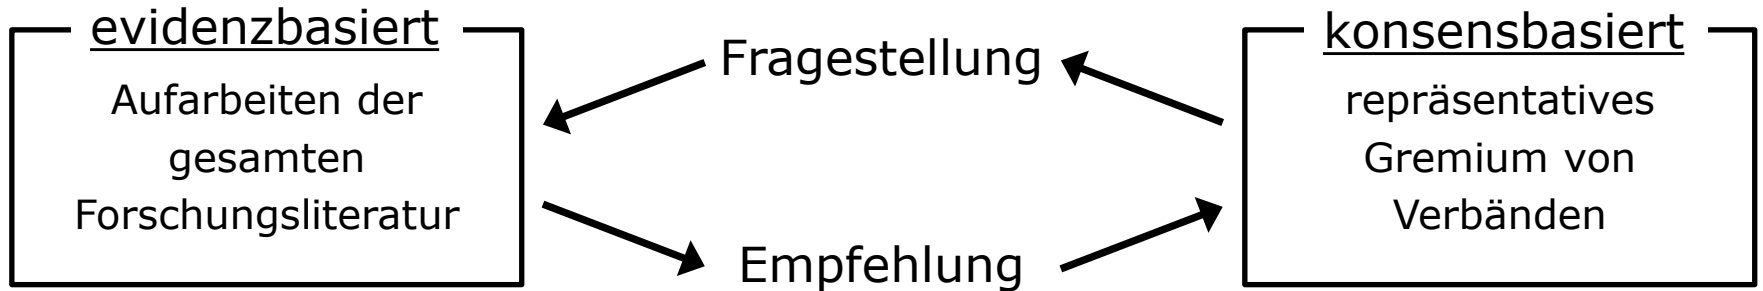 evidenzbasiert
Aufarbeiten der
gesamten
Forschungsliteratur
Fragestellung
Empfehlung
konsensbasiert
repräsentatives
Gremium von
Verbänden